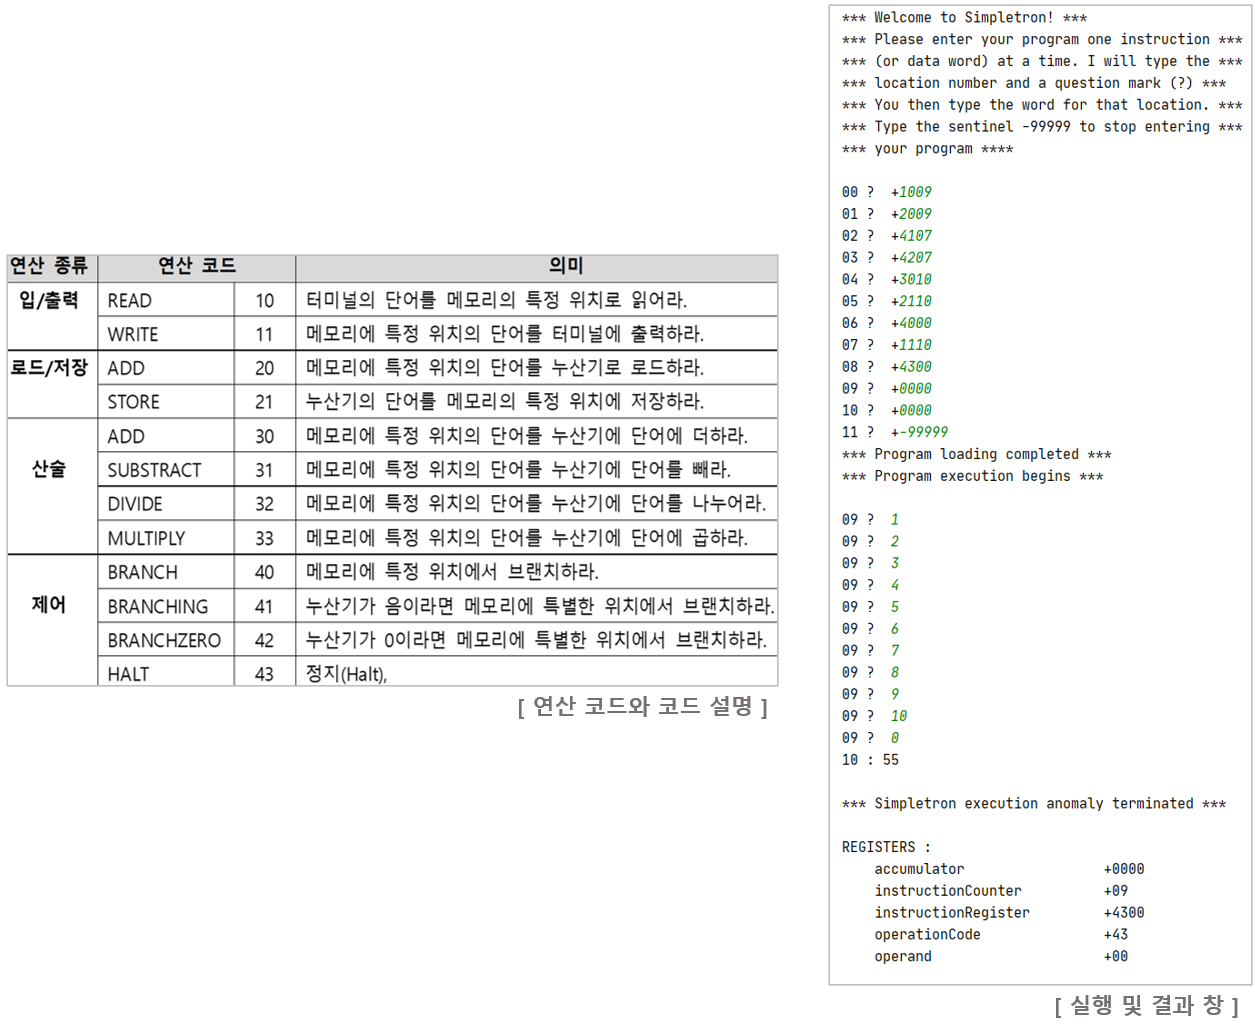 연산 종류 연산 코드 의미
입/출력 READ 10 터미널의 단어를 메모리의 특정 위치로 읽어라.
WRITE 11 메모리에 특정 위치의 단어를 터미널에 출력하라.
로드/저장 ADD 20 메모리에 특정 위치의 단어를 누산기로 로드하라.
STORE 21 누산기의 단어를 메모리의 특정 위치에 저장하라.
ADD 30 메모리에 특정 위치의 단어를 누산기에 단어에 더하라.
산술 SUBSTRACT 31 메모리에 특정 위치의 단어를 누산기에 단어를 빼라.
DIVIDE 32 메모리에 특정 위치의 단어를 누산기에 단어를 나누어라.
MULTIPLY 33 메모리에 특정 위치의 단어를 누산기에 단어에 곱하라.
BRANCH 40 메모리에 특정 위치에서 브랜치하라.
제어 BRANCHING 41 누산기가 음이라면 메모리에 특별한 위치에서 브랜치하라.
BRANCHZERO 42 누산기가 0이라면 메모리에 특별한 위치에서 브랜치하라.
HALT 43 정지(Halt),
[ 연산 코드와 코드 설명 ]
*** Welcome to Simpletron! ***
*** Please enter your program one instruction ***
*** (or data word) at a time. I will type the ***
*** location number and a question mark (?) ***
*** You then type the word for that location. ***
*** Type the sentinel -99999 to stop entering ***
*** your program ****
00 ? +1009
01 ? +2009
02 ? +4107
03 ? +4207
04 ? +3010
05 ? +2110
06 ? +4000
07 ? +1110
08 ? +4300
09 ? +0000
10 ? +0000
11 ? +-99999
*** Program loading completed ***
*** Program execution begins ***
09 ? 1
09 ? 2
09 ? 3
09 ? 4
09 ? 5
09 ? 6
09 ? 7
09 ? 8
09 ? 9
09 ? 10
09 ? 0
10 : 55
*** Simpletron execution anomaly terminated ***
REGISTERS :
accumulator +0000
instructionCounter +09
instructionRegister +4300
operationCode +43
operand +00
[ 실행 및 결과 창 ]